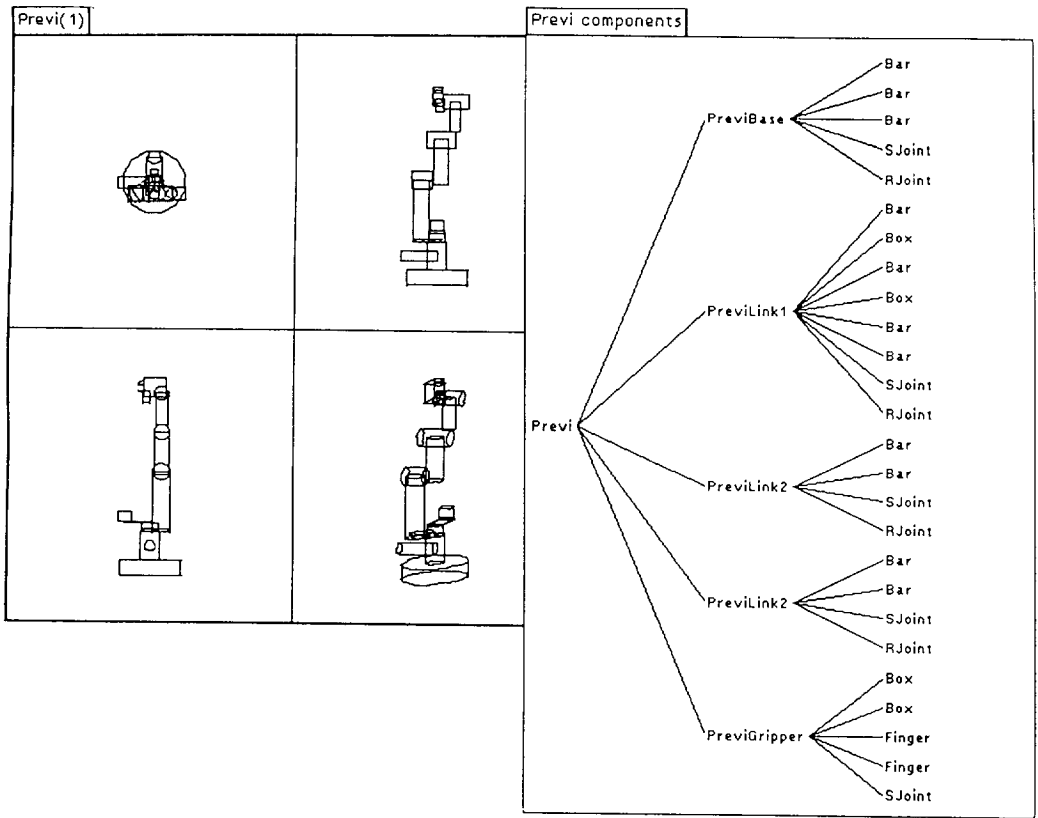 Previ(1)
Previ components
Previ
PreviBase
Bar
Bar
Bar
SJoint
RJoint
PreviLink1
Bar
Box
Bar
Box
Bar
Bar
SJoint
RJoint
PreviLink2
Bar
Bar
SJoint
RJoint
PreviLink2
Bar
Bar
SJoint
RJoint
PreviGripper
Box
Box
Finger
Finger
SJoint